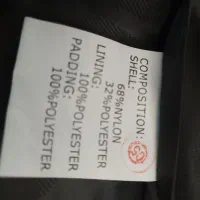 COMPOSITION:
SHELL:
68%NYLON
32%POLYESTER
LINING:
100%POLYESTER
PADDING:
100%POLYESTER